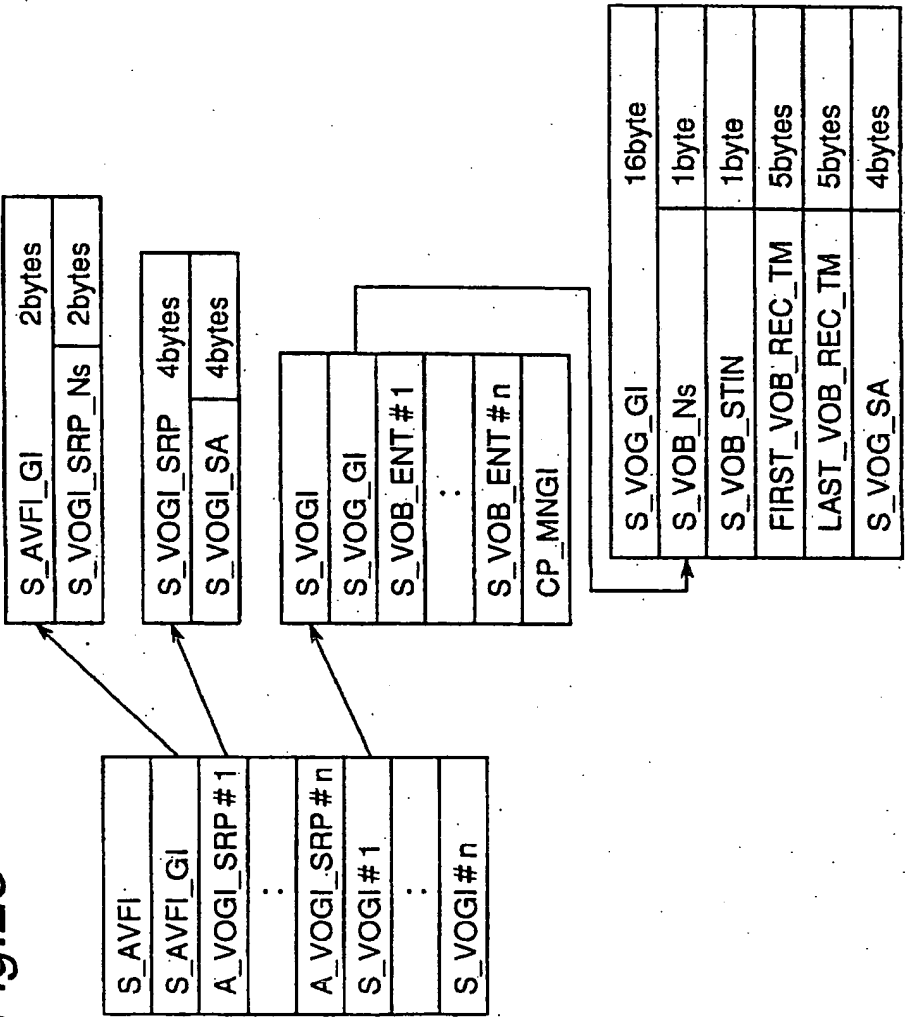 S_AVFI
S_AVFI_GI
A_VOGI_SRP#1
:
A_VOGI_SRP#n
S_VOGI#1
:
S_VOGI#n
S_AVFI_GI 2bytes
S_VOGI_SRP_Ns 2bytes
S_VOGI_SRP 4bytes
S_VOGI_SA 4bytes
S_VOGI
S_VOG_GI
S_VOB_ENT#1
:
S_VOB_ENT#n
CP_MNGI
S_VOG_GI 16byte
S_VOB_Ns 1byte
S_VOB_STIN 1byte
FIRST_VOB_REC_TM 5bytes
LAST_VOB_REC_TM 5bytes
S_VOG_SA 4bytes